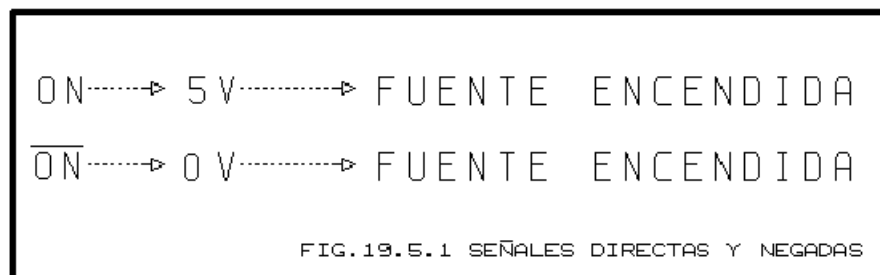 ON 5V FUENTE ENCENDIDA
O̅N̅ 0V FUENTE ENCENDIDA
FIG.19.5.1 SEÑALES DIRECTAS Y NEGADAS